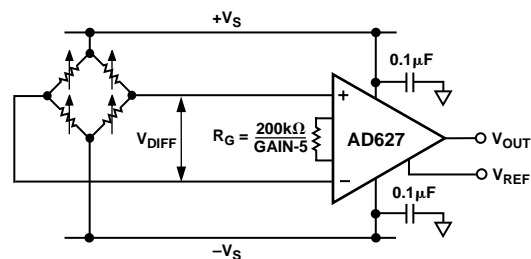 +VS
0.1µF
+
VDIFF
RG = 200kΩ
GAIN-5
AD627
VOUT
VREF
–
0.1µF
–VS